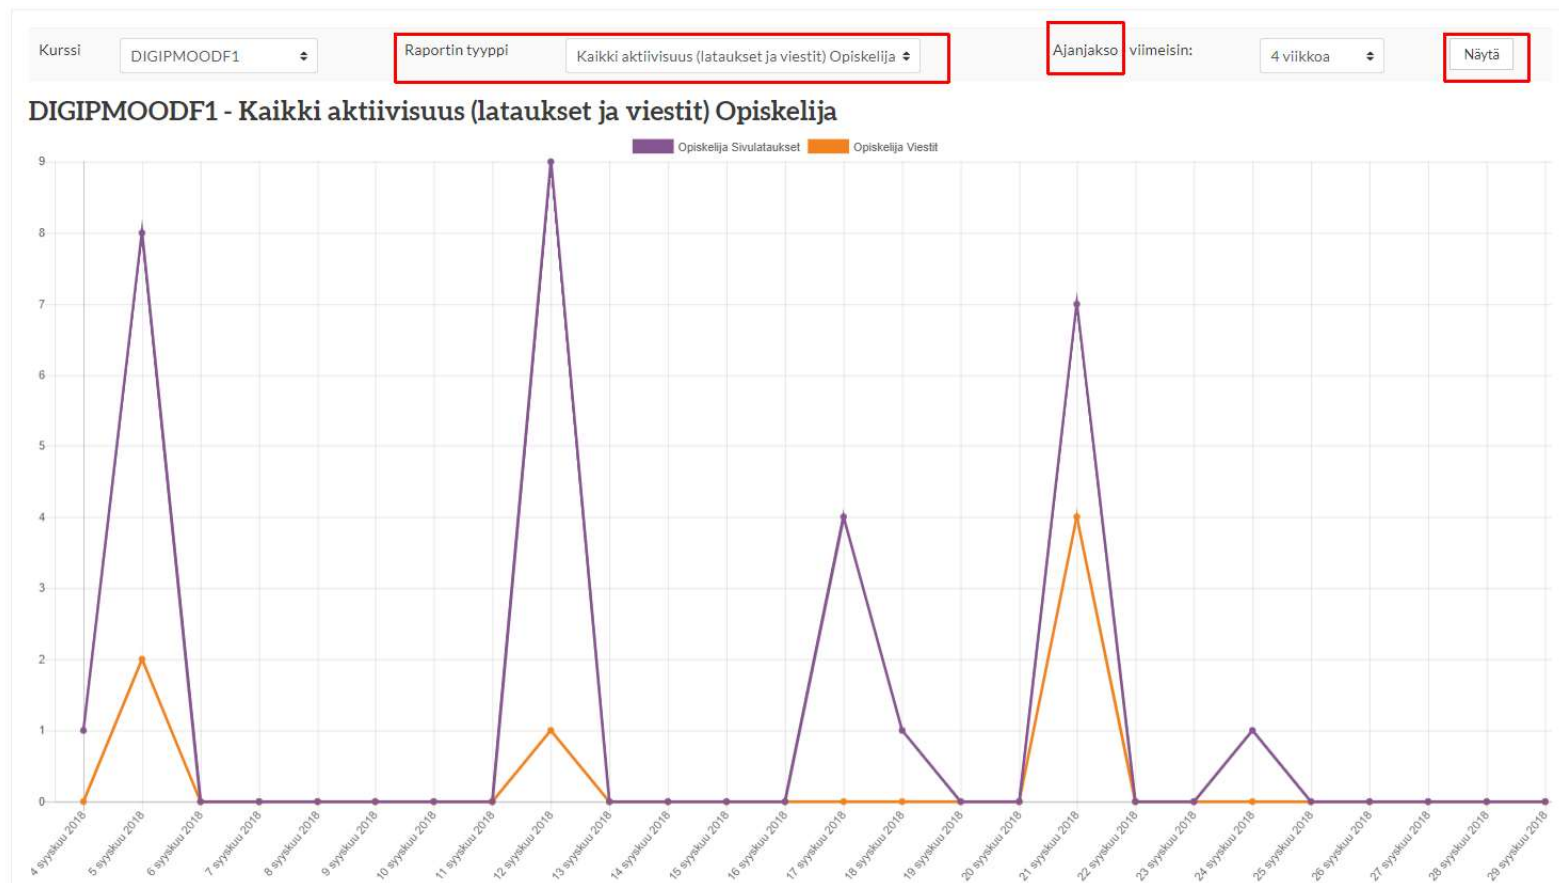 Kurssi DIGIPMOODF1 Raportin tyyppi Kaikki aktiivisuus (lataukset ja viestit) Opiskelija Ajanjakso viimeisin: 4 viikkoa Näytä
DIGIPMOODF1 - Kaikki aktiivisuus (lataukset ja viestit) Opiskelija
Opiskelija Sivulataukset Opiskelija Viestit
9
8
7
6
5
4
3
2
1
0
4 syyskuu 2018
5 syyskuu 2018
6 syyskuu 2018
7 syyskuu 2018
8 syyskuu 2018
9 syyskuu 2018
10 syyskuu 2018
11 syyskuu 2018
12 syyskuu 2018
13 syyskuu 2018
14 syyskuu 2018
15 syyskuu 2018
16 syyskuu 2018
17 syyskuu 2018
18 syyskuu 2018
19 syyskuu 2018
20 syyskuu 2018
21 syyskuu 2018
22 syyskuu 2018
23 syyskuu 2018
24 syyskuu 2018
25 syyskuu 2018
26 syyskuu 2018
27 syyskuu 2018
28 syyskuu 2018
29 syyskuu 2018